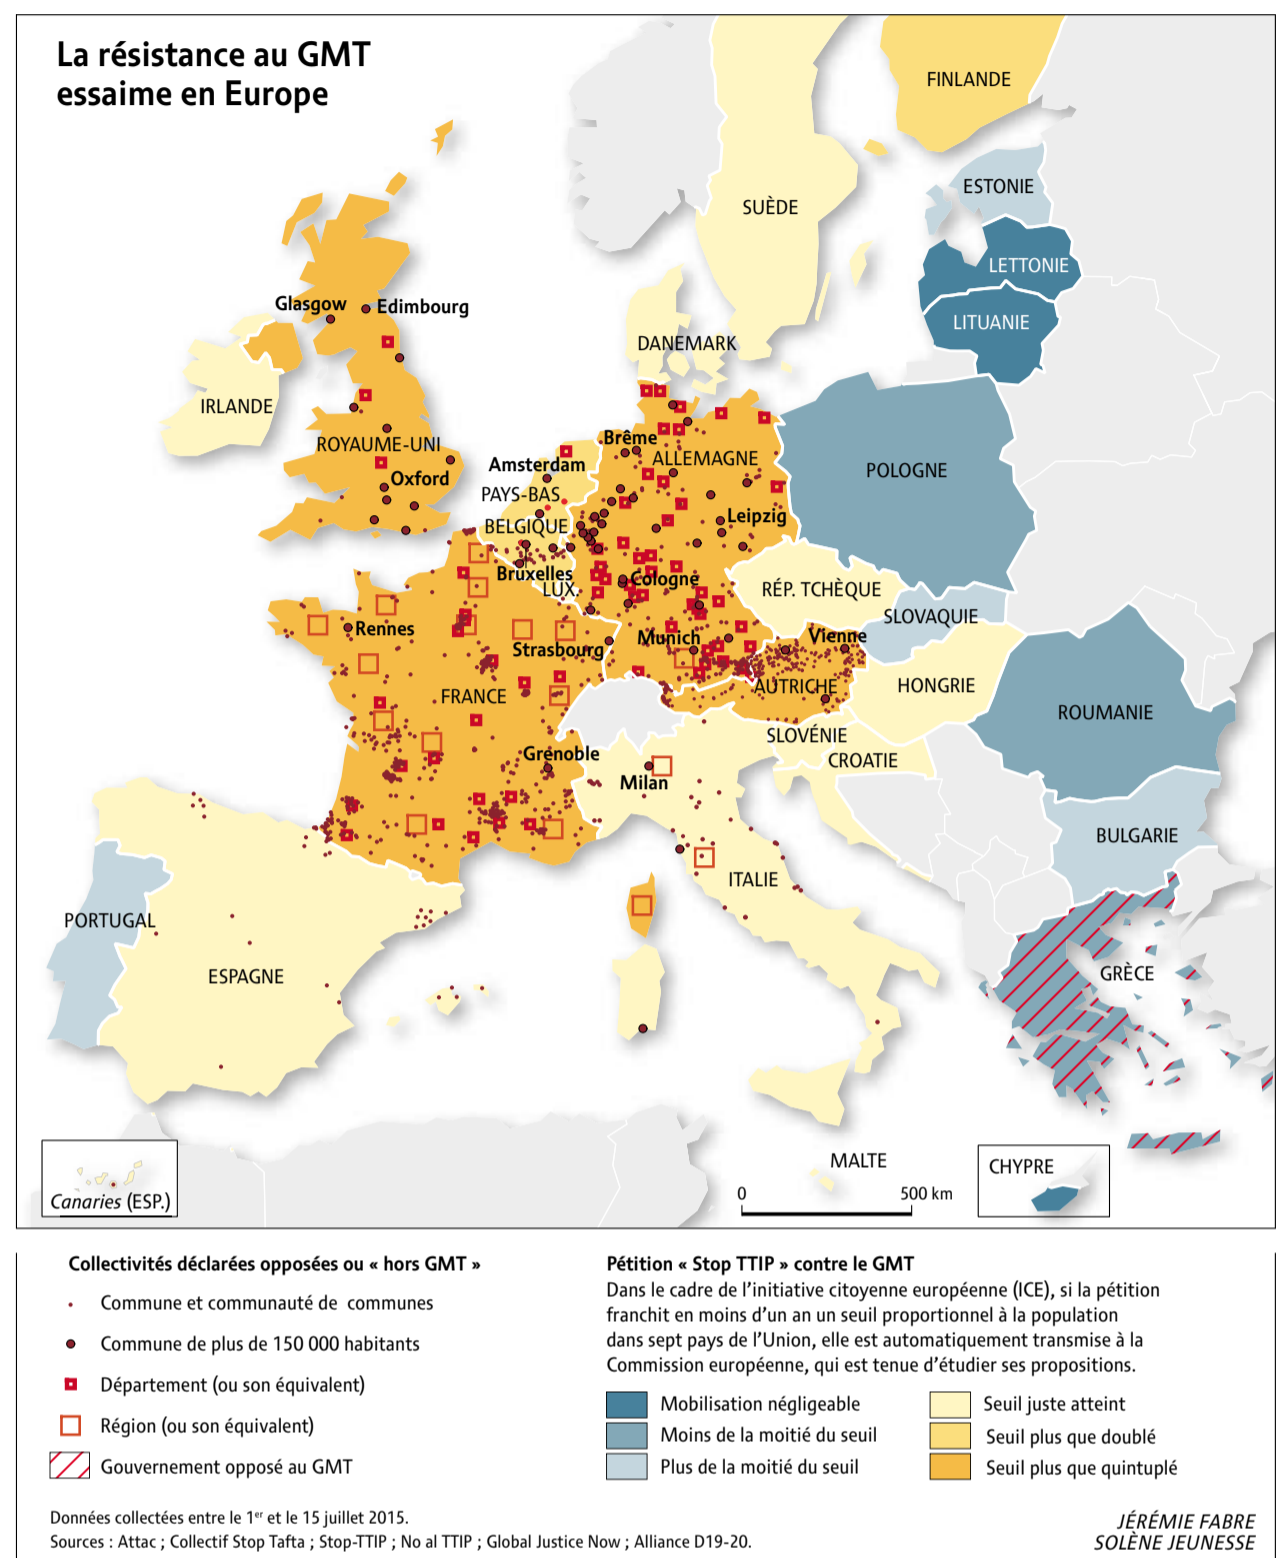 La résistance au GMT
essaime en Europe
FINLANDE
ESTONIE
SUÈDE
LETTONIE
Glasgow
Edimbourg
LITUANIE
DANEMARK
IRLANDE
ROYAUME-UNI
Brême
ALLEMAGNE
Amsterdam
POLOGNE
Oxford
PAYS-BAS
Leipzig
BELGIQUE
Bruxelles
Cologne
LUX.
RÉP. TCHÈQUE
SLOVAQUIE
Rennes
Munich
Vienne
Strasbourg
AUTRICHE
HONGRIE
FRANCE
ROUMANIE
SLOVÉNIE
Grenoble
CROATIE
Milan
BULGARIE
ITALIE
PORTUGAL
ESPAGNE
GRÈCE
MALTE
CHYPRE
Canaries (ESP.)
0 500 km
Collectivités déclarées opposées ou « hors GMT »
Commune et communauté de communes
Commune de plus de 150 000 habitants
Département (ou son équivalent)
Région (ou son équivalent)
Gouvernement opposé au GMT
Pétition « Stop TTIP » contre le GMT
Dans le cadre de l’initiative citoyenne européenne (ICE), si la pétition
franchit en moins d’un an un seuil proportionnel à la population
dans sept pays de l’Union, elle est automatiquement transmise à la
Commission européenne, qui est tenue d’étudier ses propositions.
Mobilisation négligeable
Moins de la moitié du seuil
Plus de la moitié du seuil
Seuil juste atteint
Seuil plus que doublé
Seuil plus que quintuplé
Données collectées entre le 1er et le 15 juillet 2015.
Sources : Attac ; Collectif Stop Tafta ; Stop-TTIP ; No al TTIP ; Global Justice Now ; Alliance D19-20.
JÉRÉMIE FABRE
SOLÈNE JEUNESSE